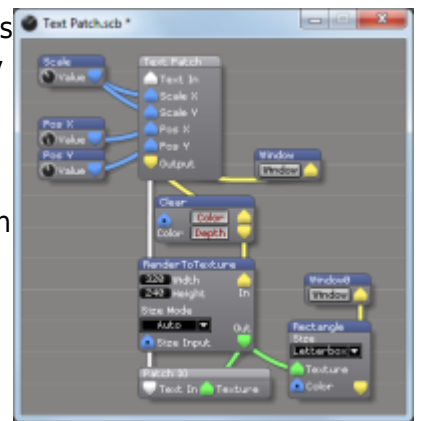 s
Text Patch.scb *
y
Scale
Value
Text Patch
Text In
Scale X
Scale Y
Pos X
Value
Pos X
Pos Y
Value
Pos Y
Output
Window
Window
Clear
Color
Color Depth
n
RenderToTexture
320 Width
240 Height In
Size Mode
Auto
Out
Size Input
Window0
Window
Rectangle
Size
Letterbox
Texture
Color
Patch IO
Text In Texture